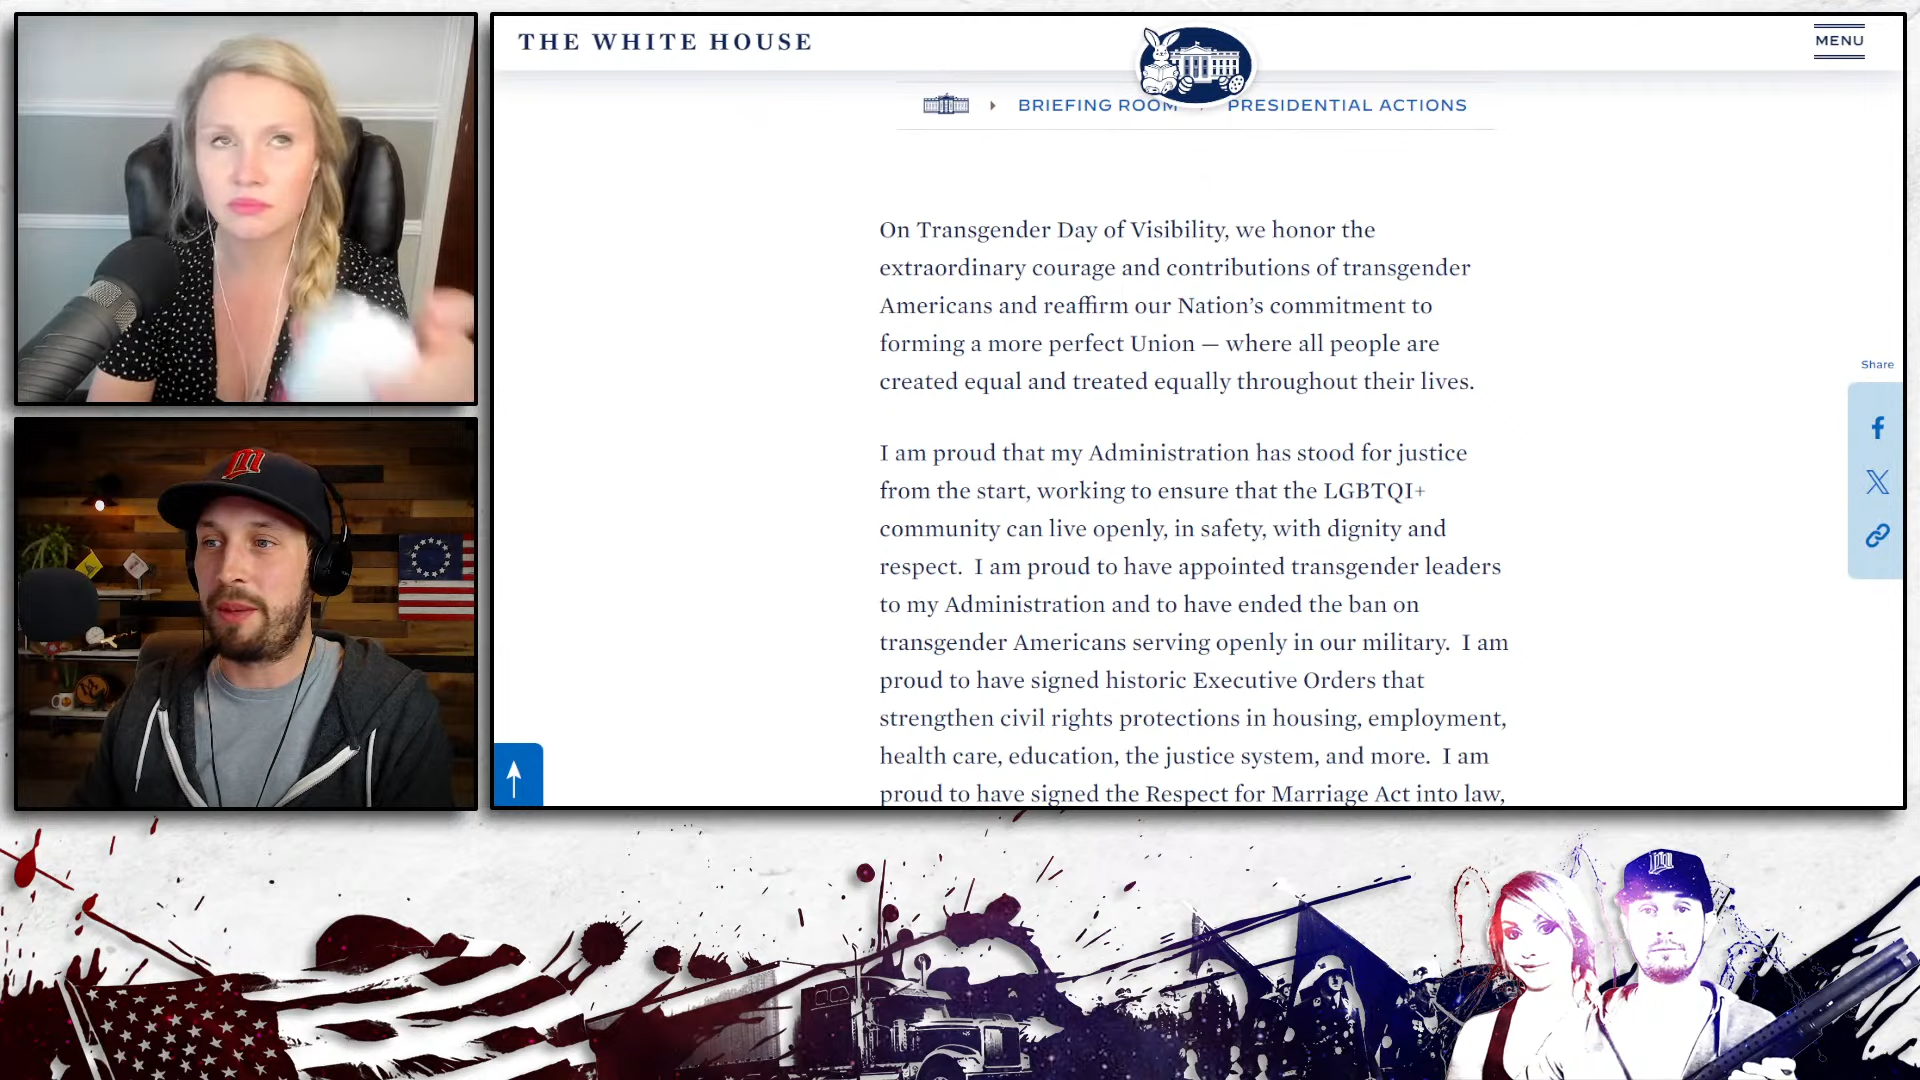 THE WHITE HOUSE
MENU
BRIEFING ROOM
PRESIDENTIAL ACTIONS
On Transgender Day of Visibility, we honor the
extraordinary courage and contributions of transgender
Americans and reaffirm our Nation’s commitment to
forming a more perfect Union — where all people are
created equal and treated equally throughout their lives.
I am proud that my Administration has stood for justice
from the start, working to ensure that the LGBTQI+
community can live openly, in safety, with dignity and
respect.  I am proud to have appointed transgender leaders
to my Administration and to have ended the ban on
transgender Americans serving openly in our military.  I am
proud to have signed historic Executive Orders that
strengthen civil rights protections in housing, employment,
health care, education, the justice system, and more.  I am
proud to have signed the Respect for Marriage Act into law,
Share